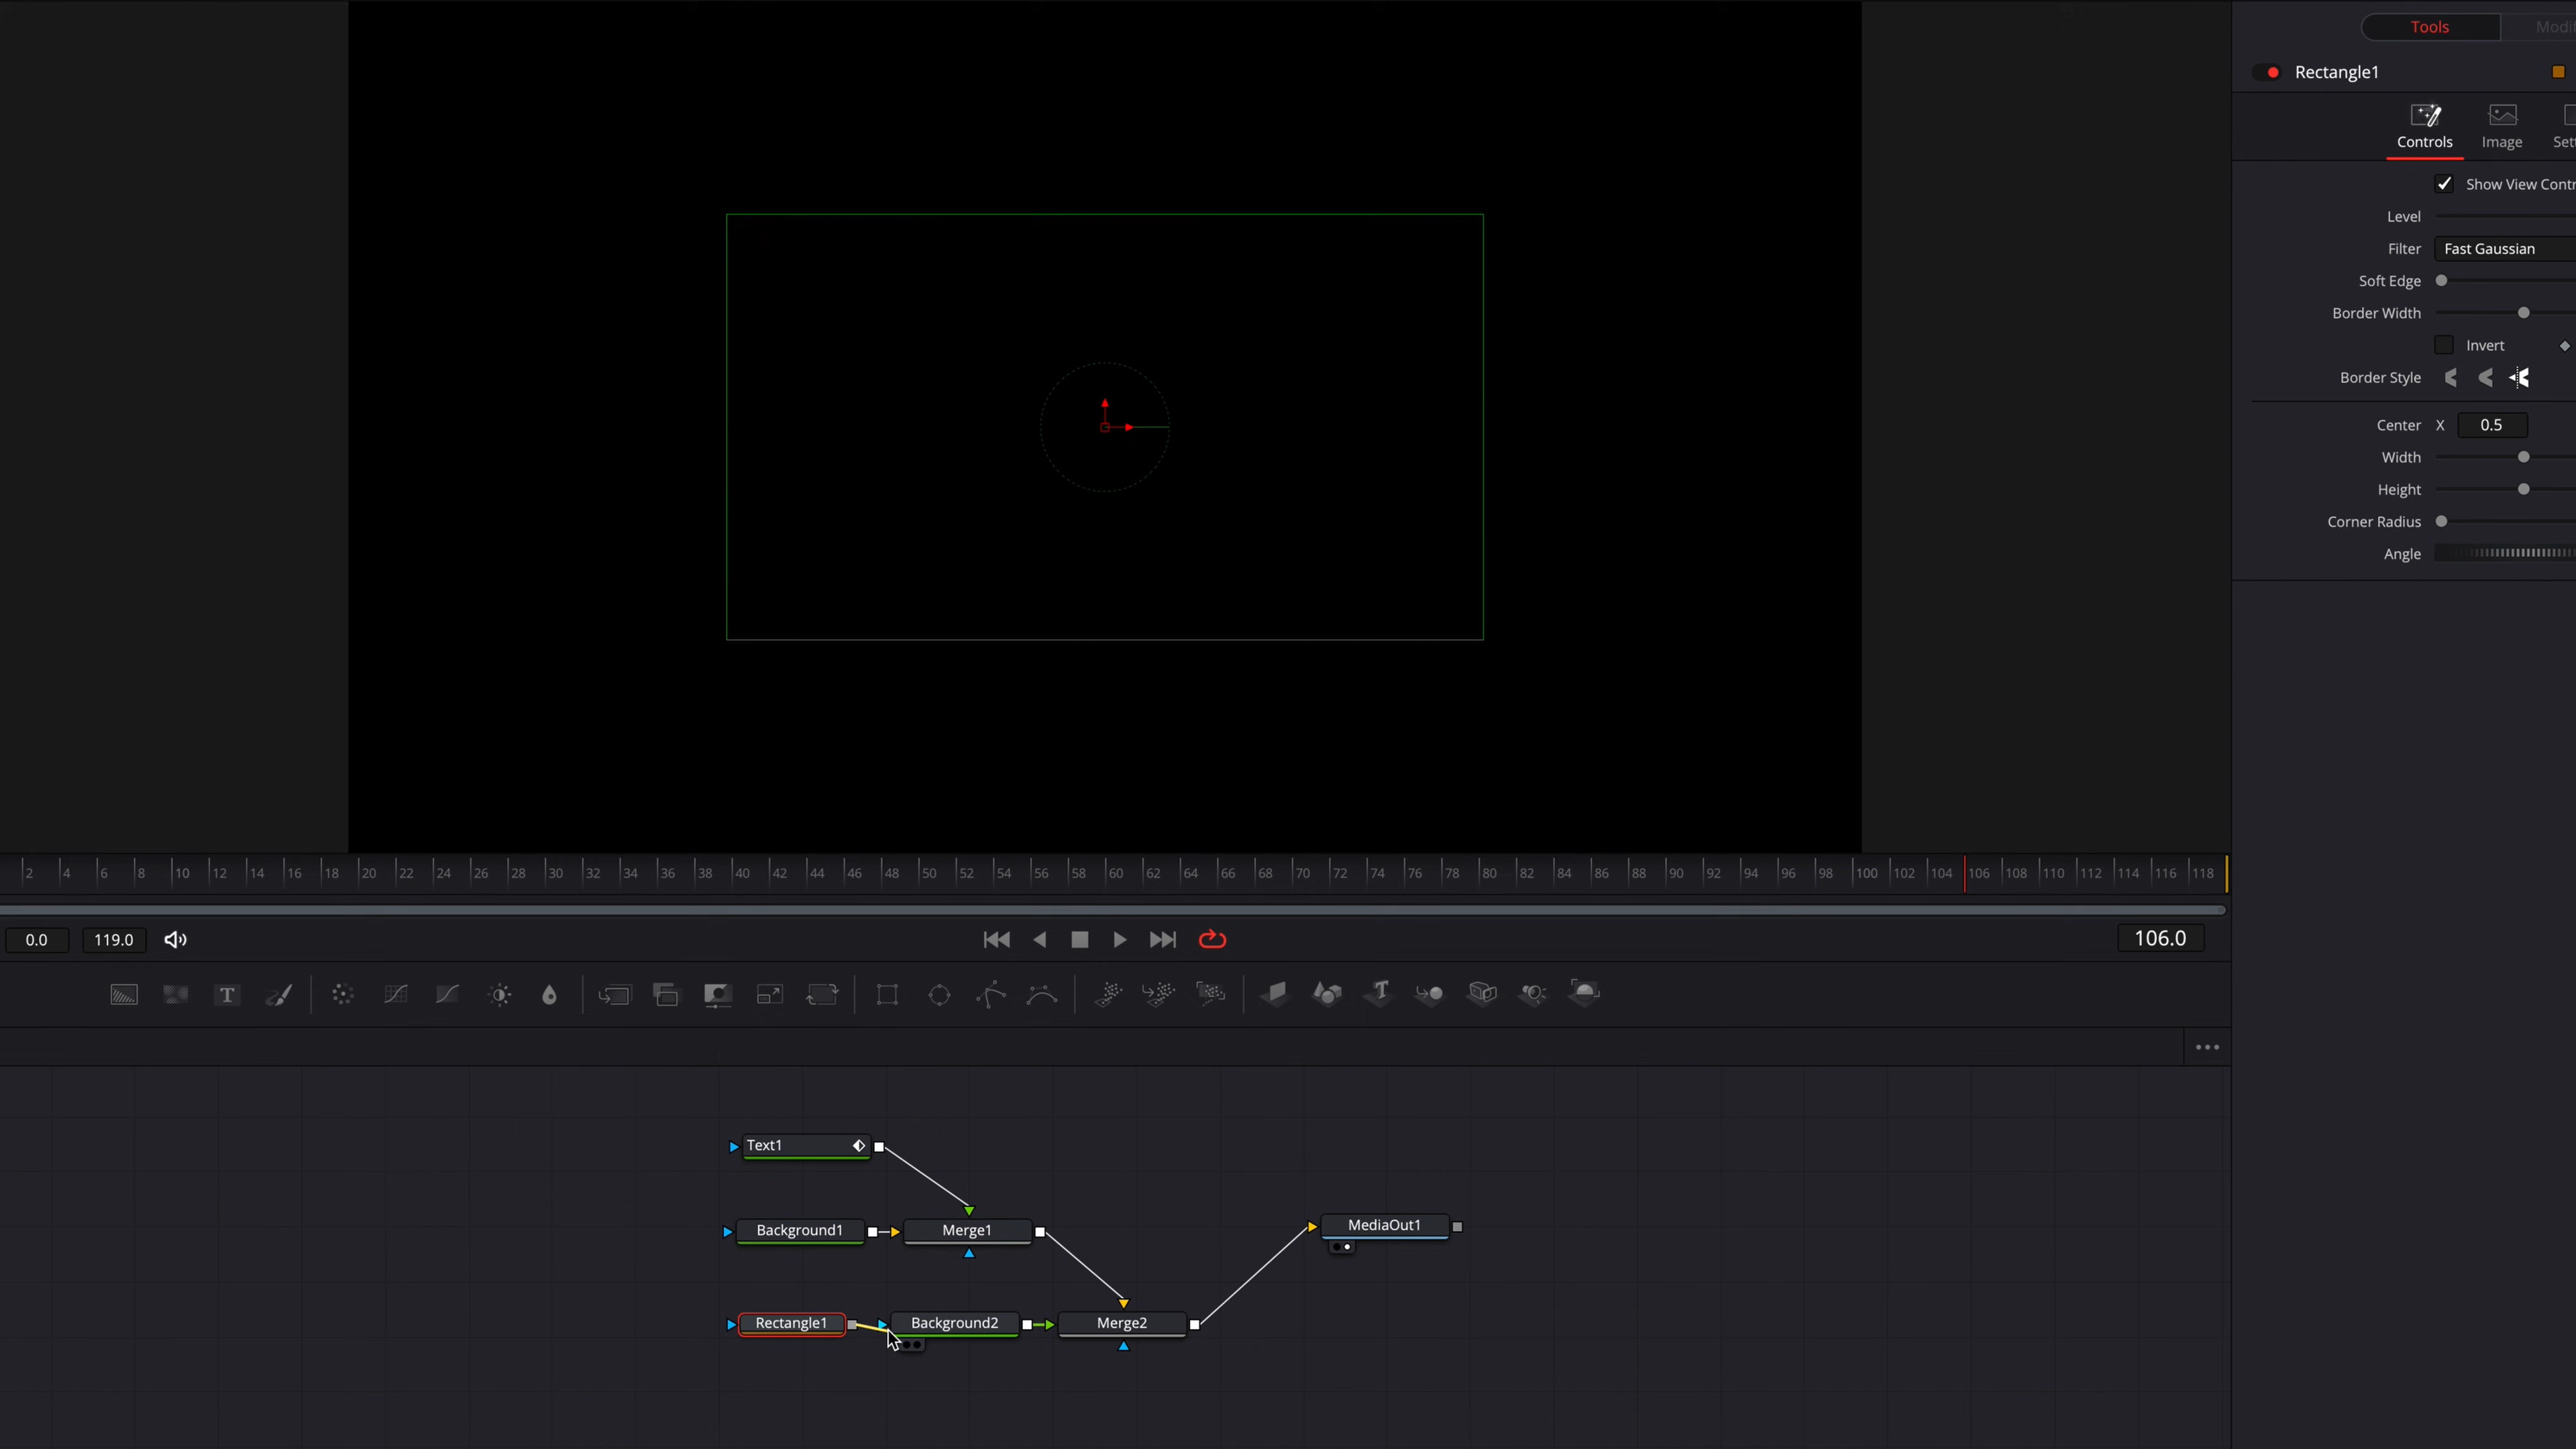 Tools Modif
Rectangle1
Controls Image Sett
Show View Contr
Level
Filter Fast Gaussian
Soft Edge
Border Width
Invert
Border Style
Center X 0.5
Width
Height
Corner Radius
Angle
2 4 6 8 10 12 14 16 18 20 22 24 26 28 30 32 34 36 38 40 42 44 46 48 50 52 54 56 58 60 62 64 66 68 70 72 74 76 78 80 82 84 86 88 90 92 94 96 98 100 102 104 106 108 110 112 114 116 118
0.0 119.0 106.0
T
Text1
Background1 Merge1 MediaOut1
Rectangle1 Background2 Merge2